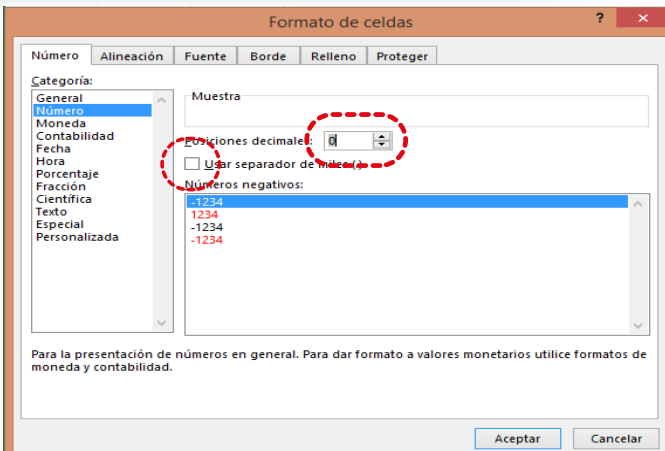 Formato de celdas
? ×
Número Alineación Fuente Borde Relleno Proteger
Categoría:
General
Número
Moneda
Contabilidad
Fecha
Hora
Porcentaje
Fracción
Científica
Texto
Especial
Personalizada
Muestra
Posiciones decimales: 0
Usar separador de miles (.)
Números negativos:
-1234
1234
-1234
-1234
Para la presentación de números en general. Para dar formato a valores monetarios utilice formatos de
moneda y contabilidad.
Aceptar Cancelar